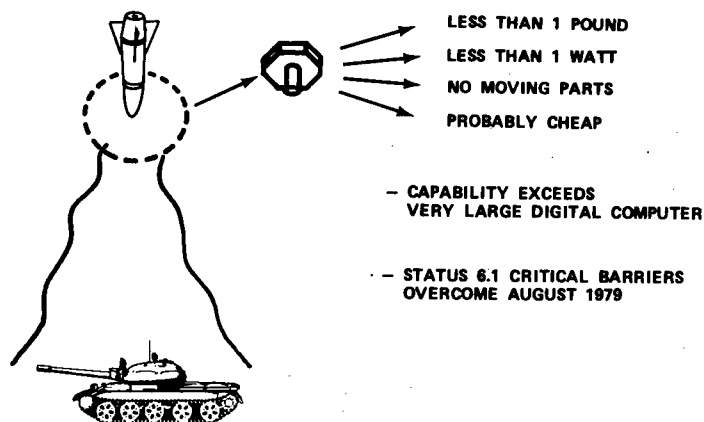 LESS THAN 1 POUND
LESS THAN 1 WATT
NO MOVING PARTS
PROBABLY CHEAP
– CAPABILITY EXCEEDS
VERY LARGE DIGITAL COMPUTER
– STATUS 6.1 CRITICAL BARRIERS
OVERCOME AUGUST 1979